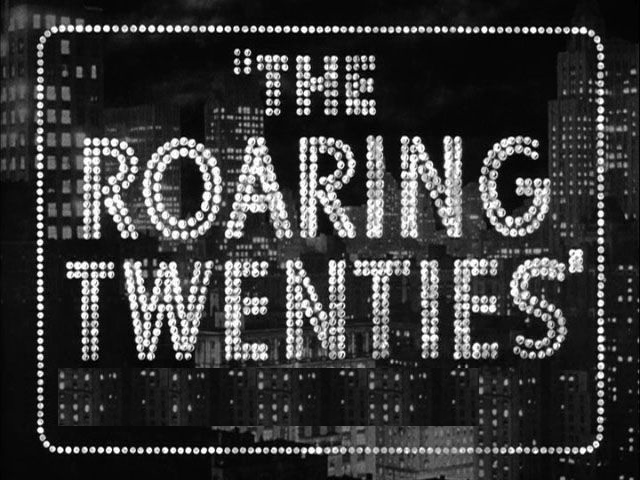 "THE
ROARING
TWENTIES"